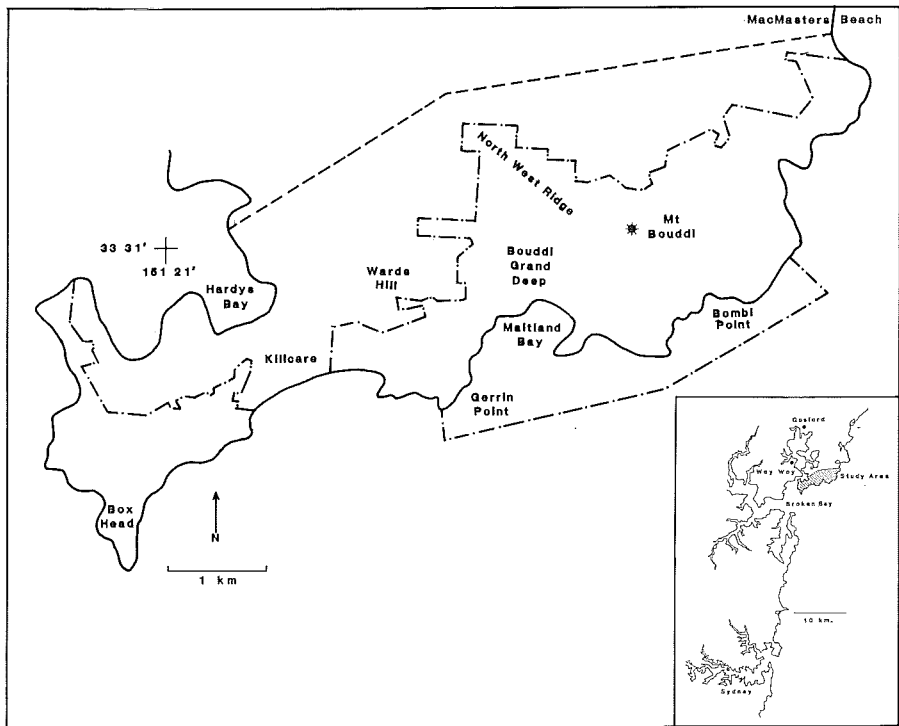 MacMasters Beach
North West Ridge
Mt
Bouddi
33 31'
151 21'
Hardys
Bay
Wards
Hill
Bouddi
Grand
Deep
Maitland
Bay
Bombi
Point
Killcare
Gerrin
Point
Box
Head
N
1 km
Gosford
Woy Woy
Study Area
Broken Bay
10 km.
Sydney